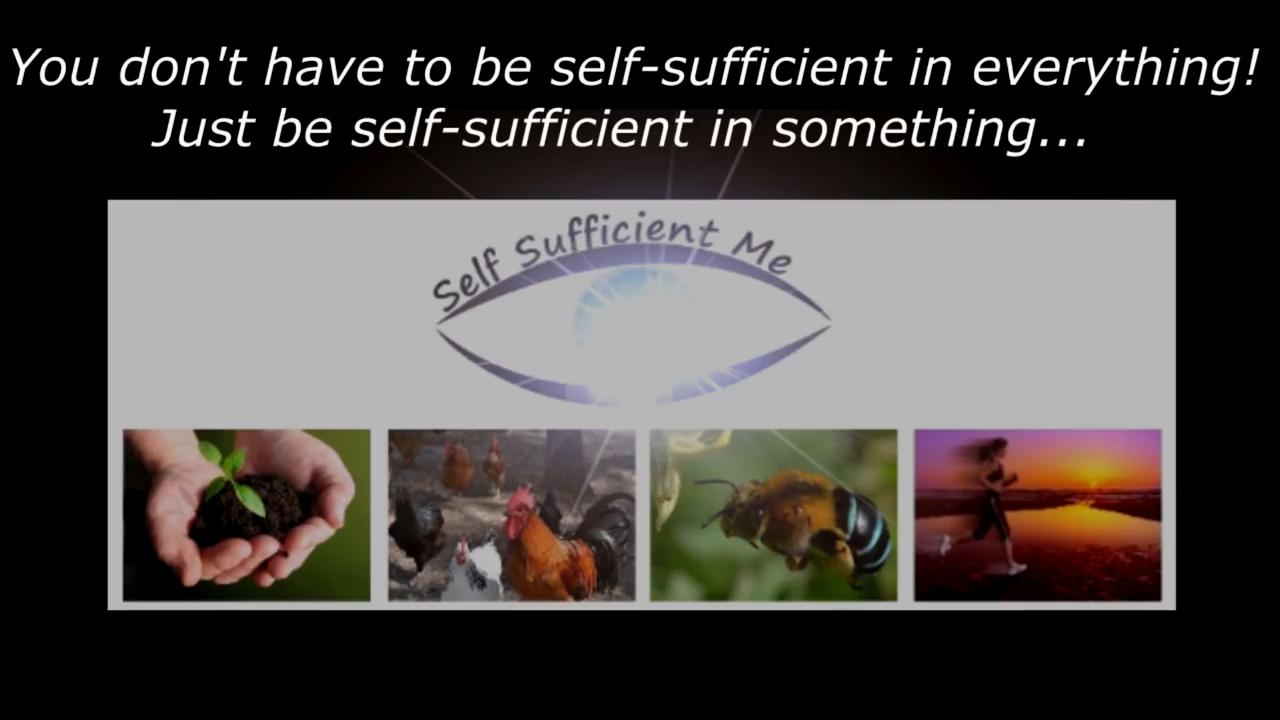 You don't have to be self-sufficient in everything!
Just be self-sufficient in something...
Self Sufficient Me